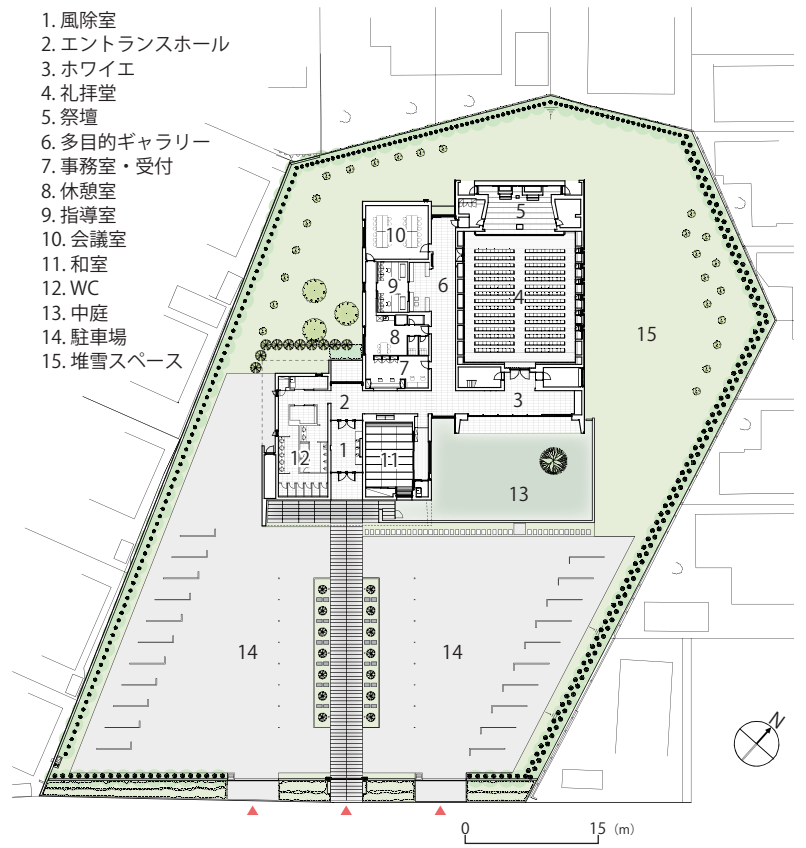 1. 風除室
2. エントランスホール
3. ホワイエ
4. 礼拝堂
5. 祭壇
6. 多目的ギャラリー
7. 事務室・受付
8. 休憩室
9. 指導室
10. 会議室
11. 和室
12. WC
13. 中庭
14. 駐車場
15. 堆雪スペース
5
10
6
9
4
15
8
7
2
3
1
12
11
13
14
14
N
0 15 (m)